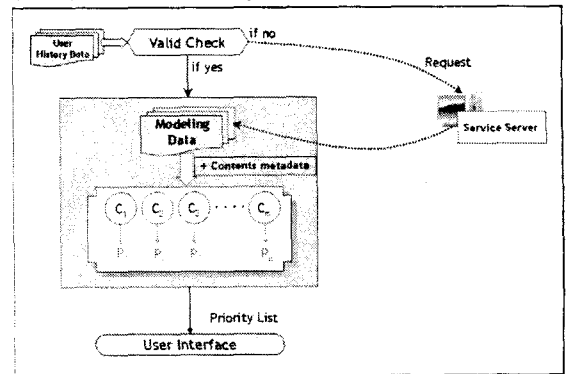 User
History Data
Valid Check
if no
if yes
Request
Service Server
Modeling
Data
+ Contents metadata
C₁ C₂ C₃ ···· Cₙ
P P P Pₙ
Priority List
User Interface